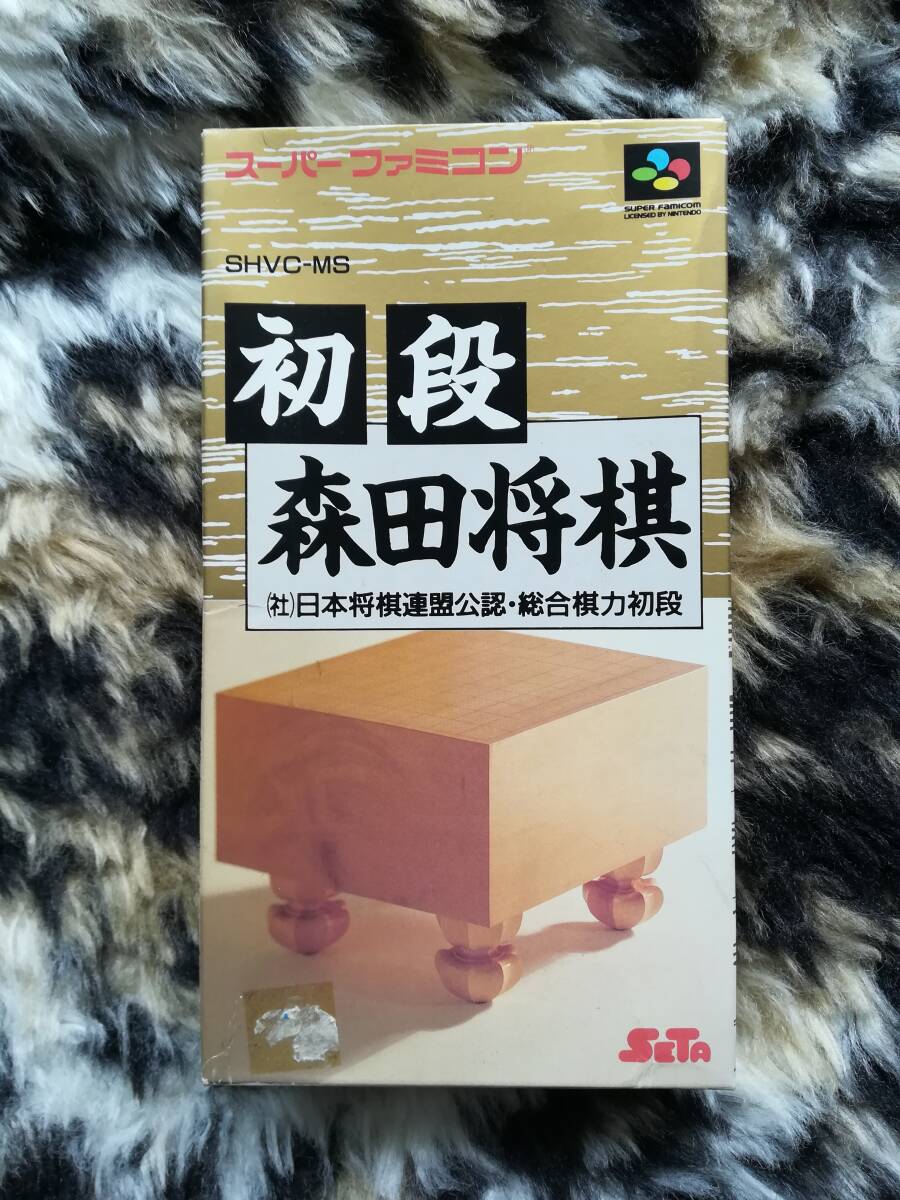 スーパーファミコン™
SUPER FAMICOM
LICENSED BY NINTENDO
SHVC-MS
初段
森田将棋
(社)日本将棋連盟公認・総合棋力初段
SETA